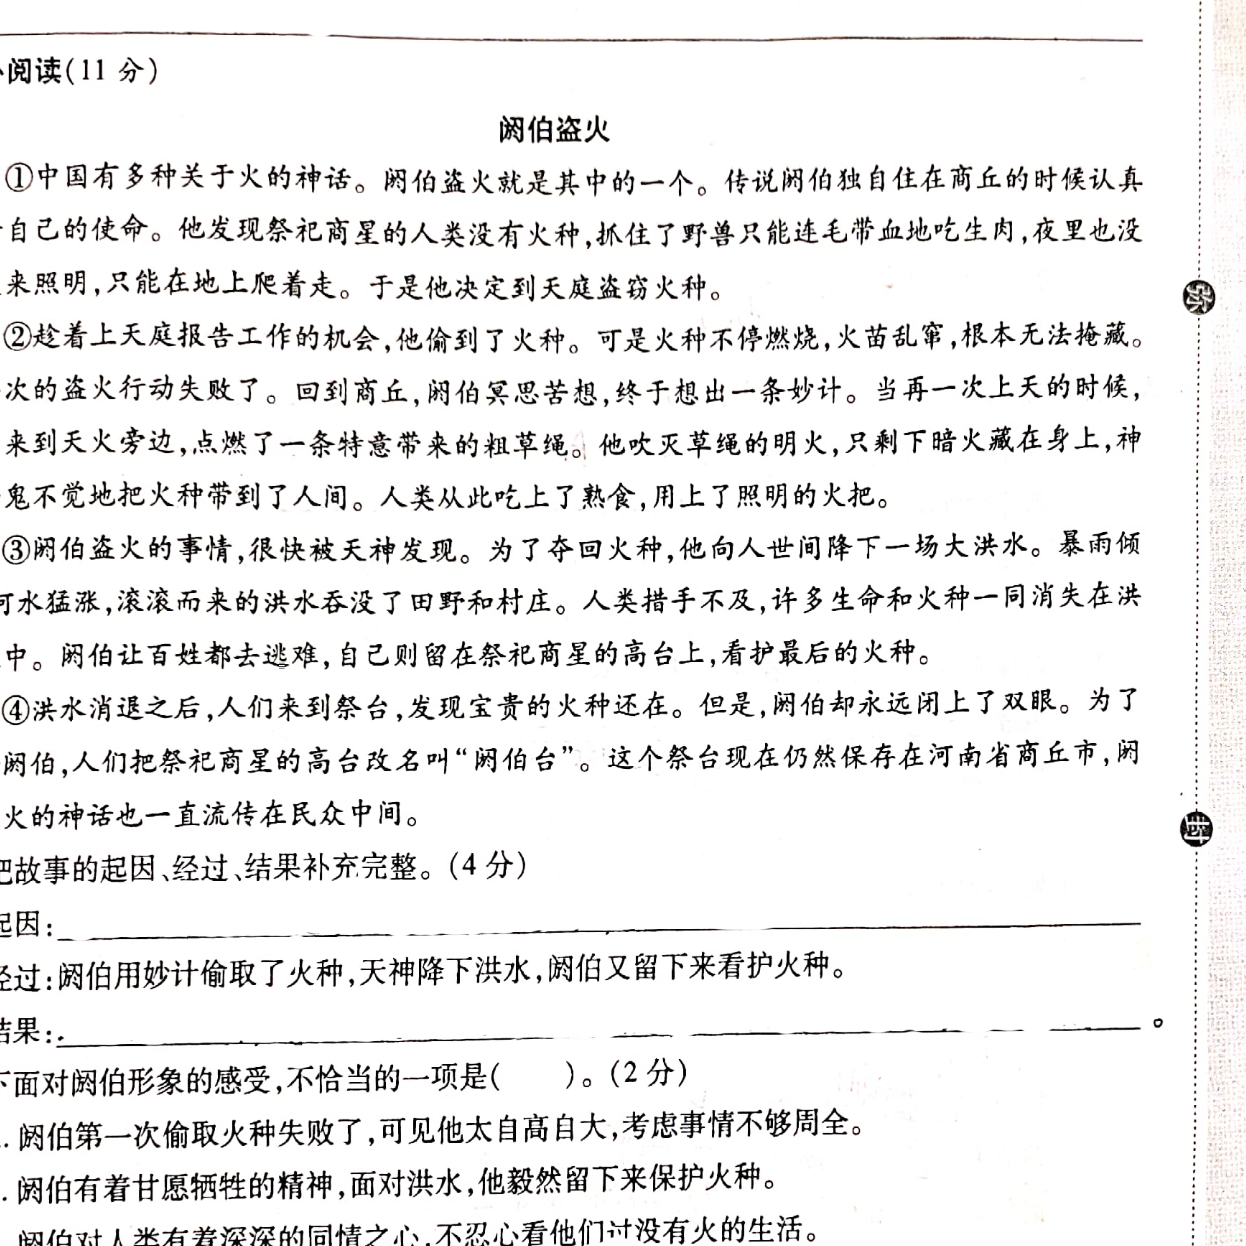 阅读(11 分)
阏伯盗火
①中国有多种关于火的神话。阏伯盗火就是其中的一个。传说阏伯独自住在商丘的时候认真
自己的使命。他发现祭祀商星的人类没有火种,抓住了野兽只能连毛带血地吃生肉,夜里也没
来照明,只能在地上爬着走。于是他决定到天庭盗窃火种。
②趁着上天庭报告工作的机会,他偷到了火种。可是火种不停燃烧,火苗乱窜,根本无法掩藏。
次的盗火行动失败了。回到商丘,阏伯冥思苦想,终于想出一条妙计。当再一次上天的时候,
来到天火旁边,点燃了一条特意带来的粗草绳。他吹灭草绳的明火,只剩下暗火藏在身上,神
鬼不觉地把火种带到了人间。人类从此吃上了熟食,用上了照明的火把。
③阏伯盗火的事情,很快被天神发现。为了夺回火种,他向人世间降下一场大洪水。暴雨倾
河水猛涨,滚滚而来的洪水吞没了田野和村庄。人类措手不及,许多生命和火种一同消失在洪
中。阏伯让百姓都去逃难,自己则留在祭祀商星的高台上,看护最后的火种。
④洪水消退之后,人们来到祭台,发现宝贵的火种还在。但是,阏伯却永远闭上了双眼。为了
阏伯,人们把祭祀商星的高台改名叫“阏伯台”。这个祭台现在仍然保存在河南省商丘市,阏
火的神话也一直流传在民众中间。
把故事的起因、经过、结果补充完整。(4 分)
起因:
经过:阏伯用妙计偷取了火种,天神降下洪水,阏伯又留下来看护火种。
结果:。
下面对阏伯形象的感受,不恰当的一项是( )。(2 分)
. 阏伯第一次偷取火种失败了,可见他太自高自大,考虑事情不够周全。
. 阏伯有着甘愿牺牲的精神,面对洪水,他毅然留下来保护火种。
阏伯对人类有着深深的同情之心,不忍心看他们过没有火的生活。